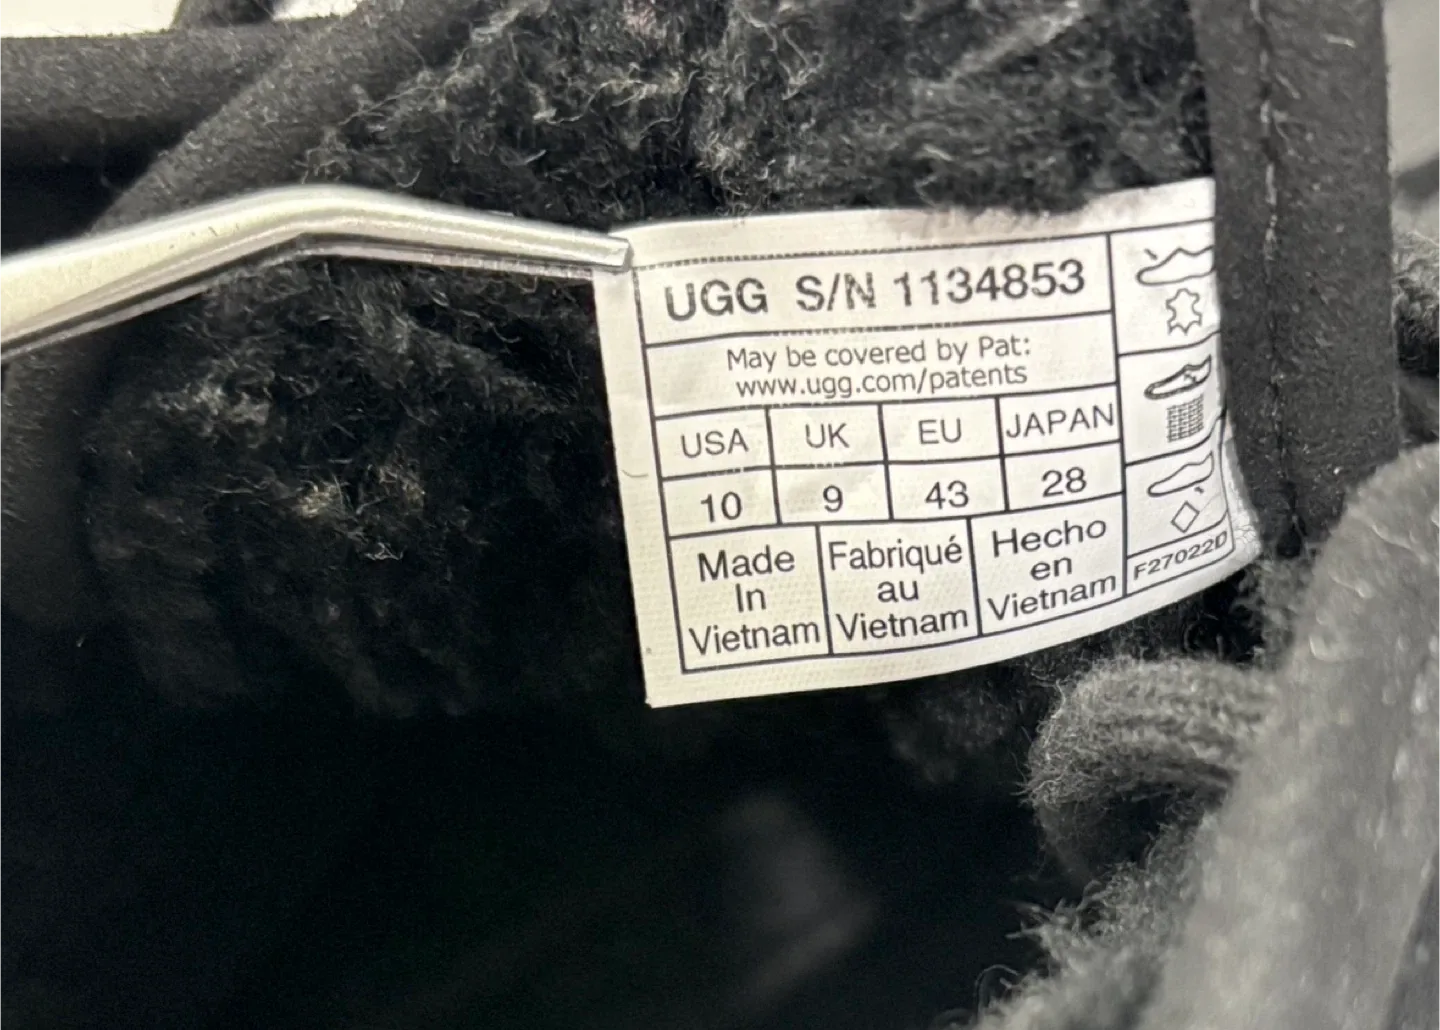 UGG S/N 1134853
May be covered by Pat:
www.ugg.com/patents
USA UK EU JAPAN
10 9 43 28
Made
In
Vietnam
Fabriqué
au
Vietnam
Hecho
en
Vietnam
F27022D